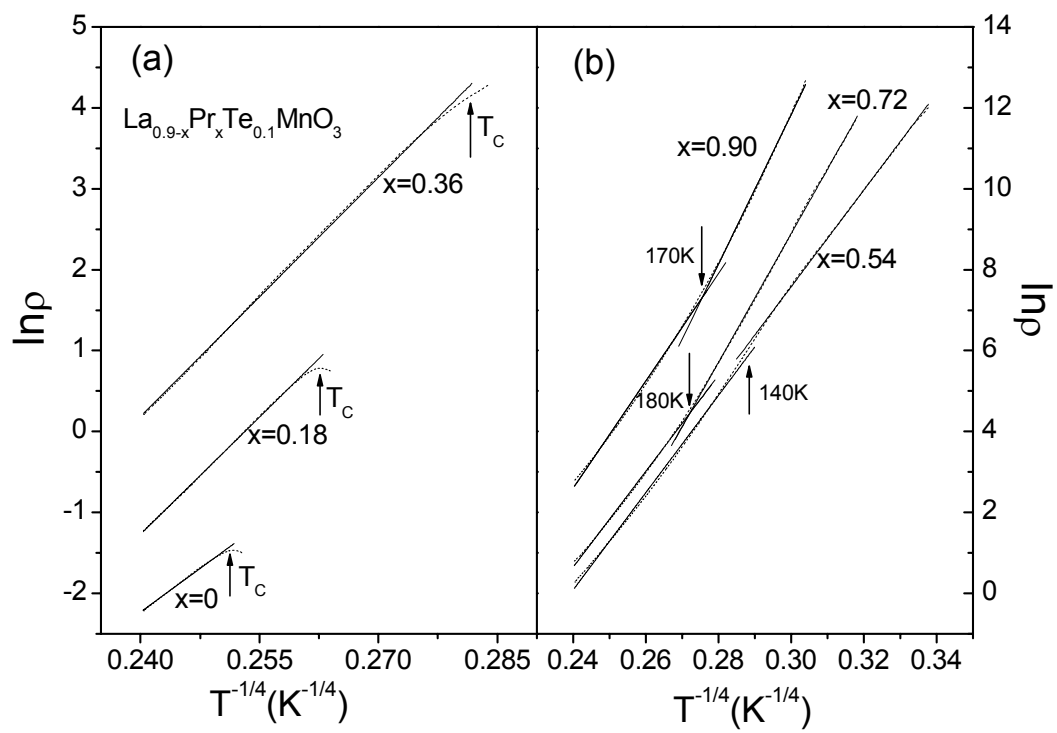 (a)
La0.9-xPrxTe0.1MnO3
TC
x=0.36
TC
x=0.18
TC
x=0
5
4
3
2
1
0
-1
-2
lnρ
0.240 0.255 0.270 0.285
T-1/4(K-1/4)
(b)
x=0.90
x=0.72
x=0.54
170K
180K
140K
14
12
10
8
6
4
2
0
lnρ
0.24 0.26 0.28 0.30 0.32 0.34
T-1/4(K-1/4)